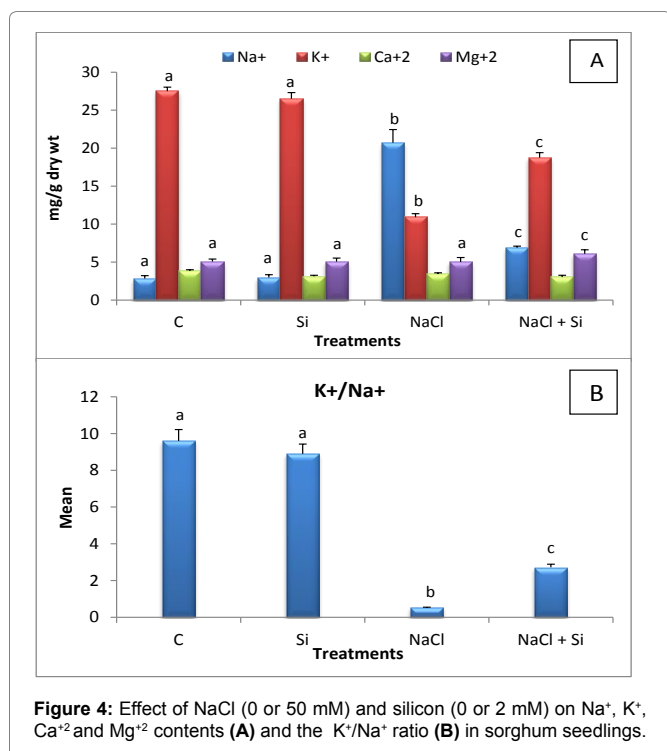 Na+ K+ Ca+2 Mg+2
A
30
25
20
15
10
5
0
mg/g dry wt
a a b b c c
a a a a a c
C Si NaCl NaCl + Si
Treatments
K+/Na+
B
12
10
8
6
4
2
0
Mean
a a b c
C Si NaCl NaCl + Si
Treatments
Figure 4: Effect of NaCl (0 or 50 mM) and silicon (0 or 2 mM) on Na⁺, K⁺,
Ca⁺² and Mg⁺² contents (A) and the K⁺/Na⁺ ratio (B) in sorghum seedlings.